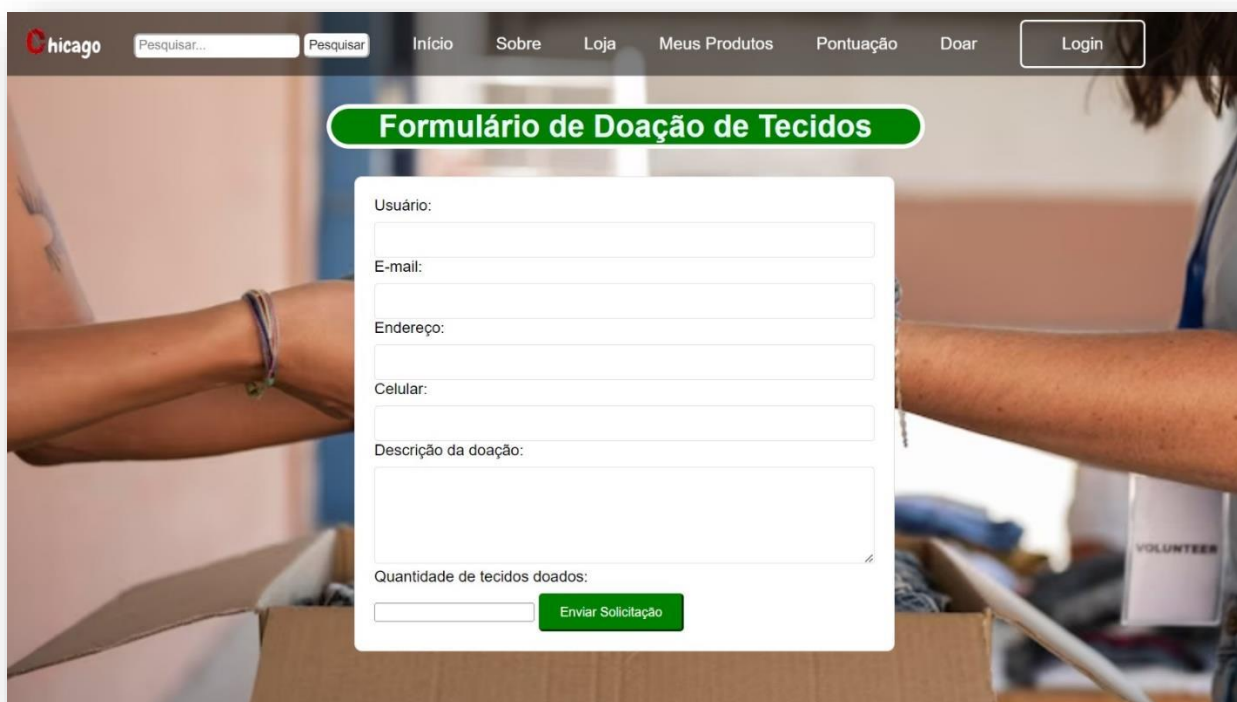 Chicago Pesquisar... Pesquisar Início Sobre Loja Meus Produtos Pontuação Doar Login
Formulário de Doação de Tecidos
Usuário:
E-mail:
Endereço:
Celular:
Descrição da doação:
VOLUNTEER
Quantidade de tecidos doados:
Enviar Solicitação